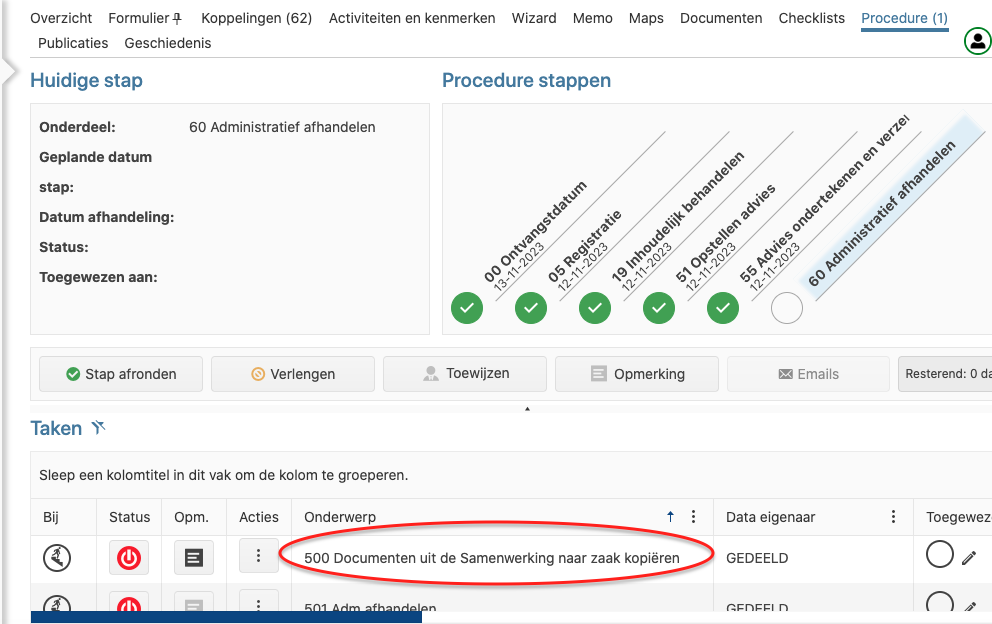 Overzicht Formulier Koppelingen (62) Activiteiten en kenmerken Wizard Memo Maps Documenten Checklists Procedure (1)
Publicaties Geschiedenis
Huidige stap
Onderdeel: 60 Administratief afhandelen
Geplande datum
stap:
Datum afhandeling:
Status:
Toegewezen aan:
Procedure stappen
00 Ontvangstdatum
13-11-2023
05 Registratie
12-11-2023
19 Inhoudelijk behandelen
12-11-2023
51 Opstellen advies
12-11-2023
55 Advies ondertekenen en verze
12-11-2023
60 Administratief afhandelen
Stap afronden Verlengen Toewijzen Opmerking Emails Resterend: 0 da
Taken
Sleep een kolomtitel in dit vak om de kolom te groeperen.
Bij Status Opm. Acties Onderwerp Data eigenaar Toegewez
500 Documenten uit de Samenwerking naar zaak kopiëren GEDEELD
501 Adm afhandelen GEDEELD